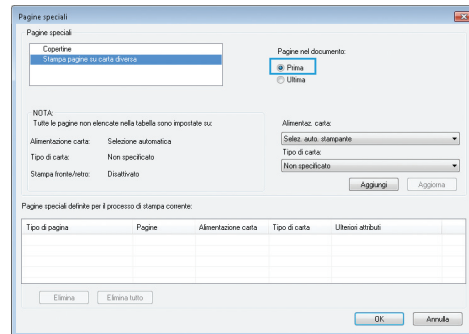 Pagine speciali
Pagine speciali
Copertine
Stampa pagine su carta diversa
Pagine nel documento:
Prima
Ultima
NOTA:
Tutte le pagine non elencate nella tabella sono impostate su:
Alimentazione carta: Selezione automatica
Tipo di carta: Non specificato
Stampa fronte/retro: Disattivato
Alimentaz. carta:
Selez. auto. stampante
Tipo di carta:
Non specificato
Aggiungi Aggiorna
Pagine speciali definite per il processo di stampa corrente:
Tipo di pagina Pagine Alimentazione carta Tipo di carta Ulteriori attributi
Elimina Elimina tutto
OK Annulla